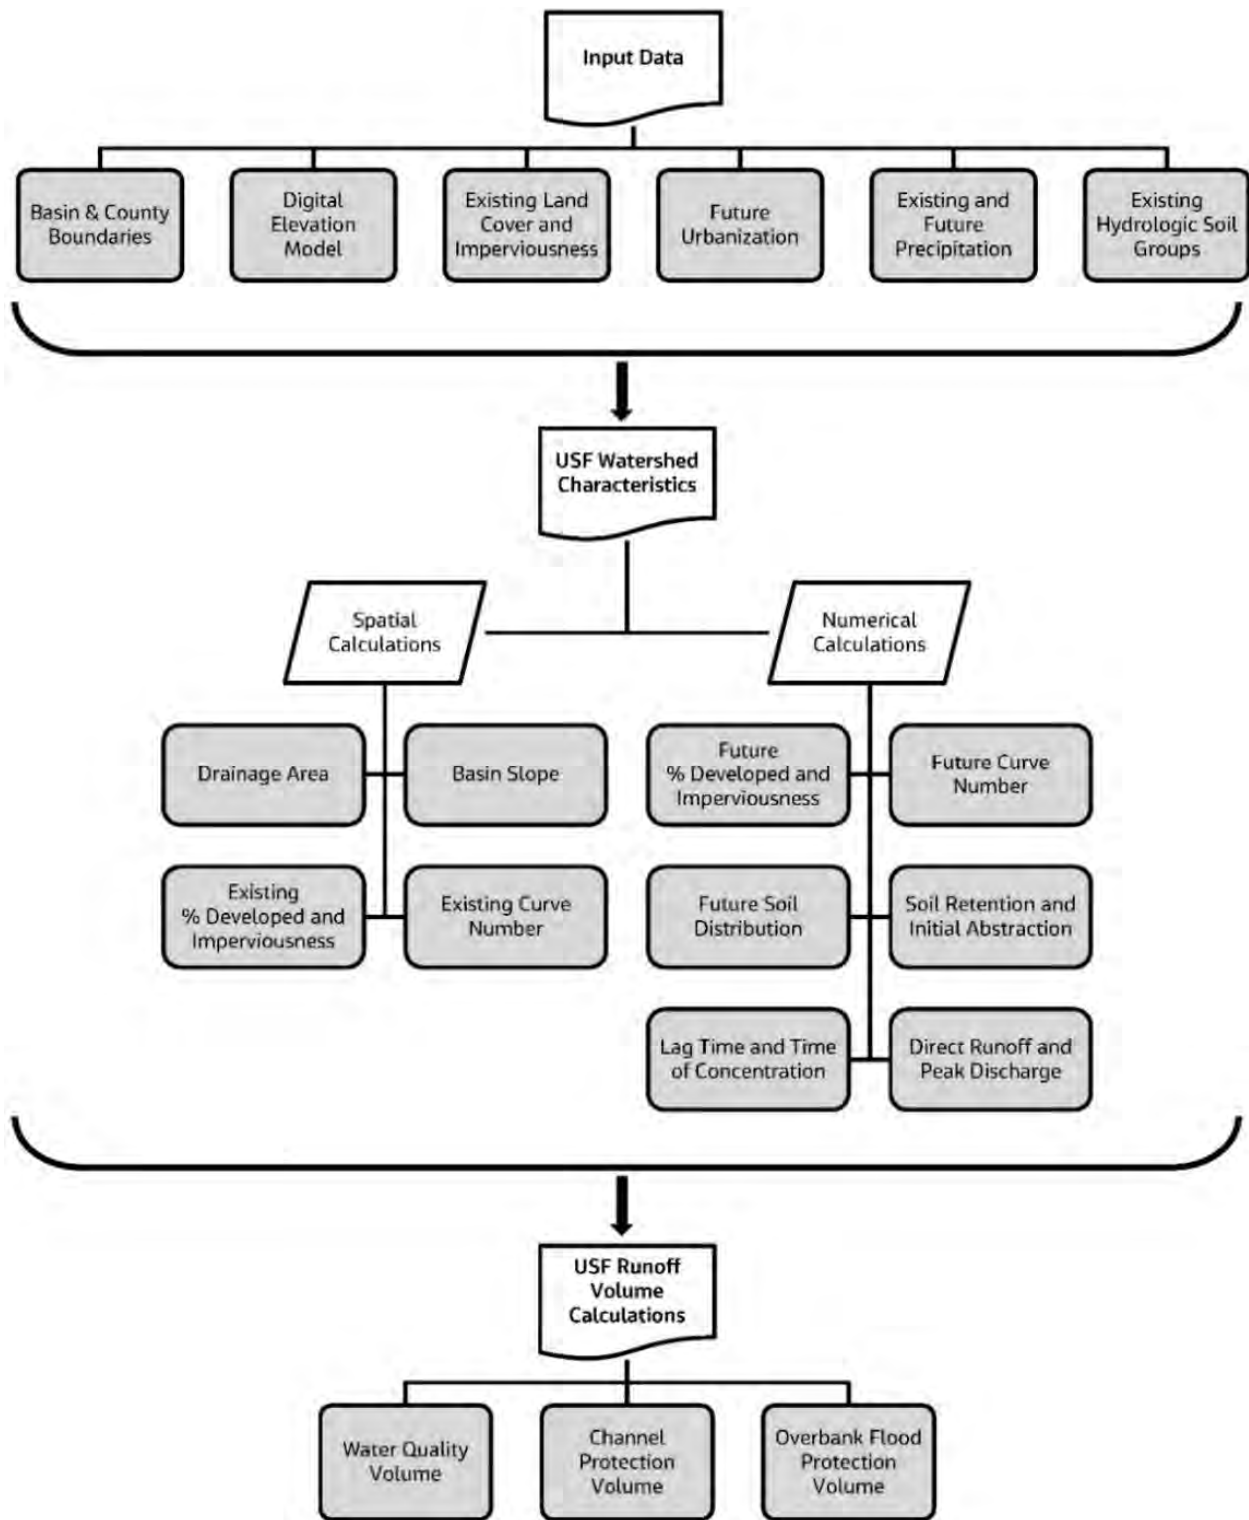 Input Data
Basin & County
Boundaries
Digital
Elevation
Model
Existing Land
Cover and
Imperviousness
Future
Urbanization
Existing and
Future
Precipitation
Existing
Hydrologic Soil
Groups
USF Watershed
Characteristics
Spatial
Calculations
Numerical
Calculations
Drainage Area
Basin Slope
Future
% Developed and
Imperviousness
Future Curve
Number
Existing
% Developed and
Imperviousness
Existing Curve
Number
Future Soil
Distribution
Soil Retention and
Initial Abstraction
Lag Time and Time
of Concentration
Direct Runoff and
Peak Discharge
USF Runoff
Volume
Calculations
Water Quality
Volume
Channel
Protection
Volume
Overbank Flood
Protection
Volume